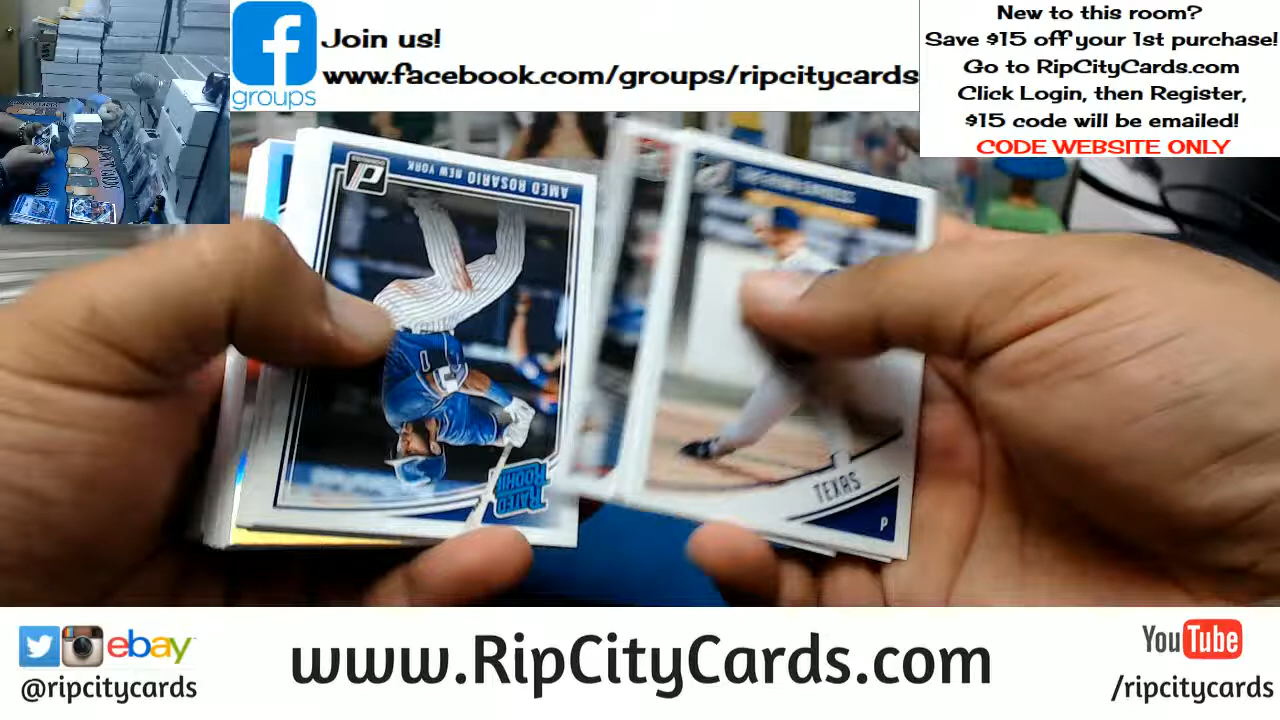 f
groups
Join us!
www.facebook.com/groups/ripcitycards
New to this room?
Save $15 off your 1st purchase!
Go to RipCityCards.com
Click Login, then Register,
$15 code will be emailed!
CODE WEBSITE ONLY
AMED ROSARIO NEW YORK
P
RATED
ROOKIE
TEXAS
P
ebay
@ripcitycards
www.RipCityCards.com
YouTube
/ripcitycards